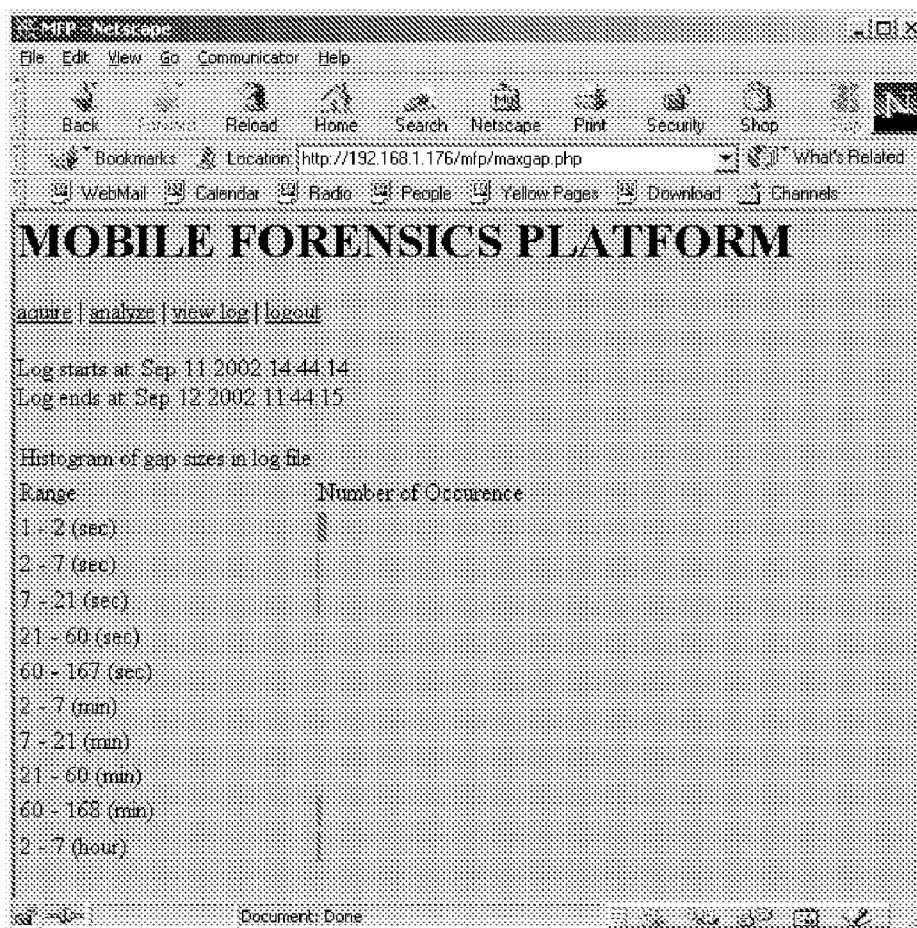 MFP - Netscape
File Edit View Go Communicator Help
Back Forward Reload Home Search Netscape Print Security Shop Stop
Bookmarks Location: http://192.168.1.176/mfp/maxgap.php What's Related
WebMail Calendar Radio People Yellow Pages Download Channels
MOBILE FORENSICS PLATFORM
aquire | analyze | view log | logout
Log starts at: Sep 11 2002 14:44:14
Log ends at: Sep 12 2002 11:44:15
Histogram of gap sizes in log file
Range Number of Occurence
1 - 2 (sec)
2 - 7 (sec)
7 - 21 (sec)
21 - 60 (sec)
60 - 167 (sec)
2 - 7 (min)
7 - 21 (min)
21 - 60 (min)
60 - 168 (min)
2 - 7 (hour)
Document: Done